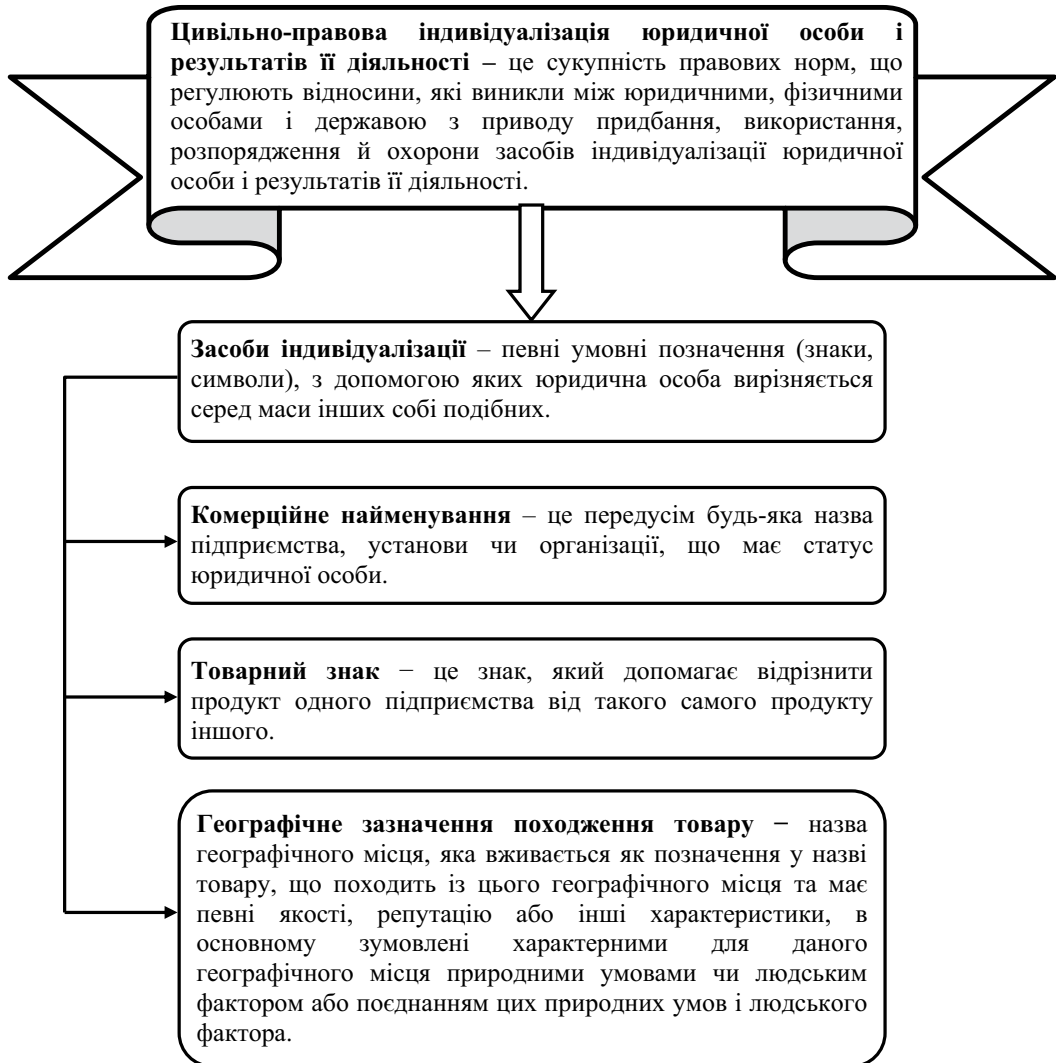 Цивільно-правова індивідуалізація юридичної особи і
результатів її діяльності – це сукупність правових норм, що
регулюють відносини, які виникли між юридичними, фізичними
особами і державою з приводу придбання, використання,
розпорядження й охорони засобів індивідуалізації юридичної
особи і результатів її діяльності.
Засоби індивідуалізації – певні умовні позначення (знаки,
символи), з допомогою яких юридична особа вирізняється
серед маси інших собі подібних.
Комерційне найменування – це передусім будь-яка назва
підприємства, установи чи організації, що має статус
юридичної особи.
Товарний знак − це знак, який допомагає відрізнити
продукт одного підприємства від такого самого продукту
іншого.
Географічне зазначення походження товару − назва
географічного місця, яка вживається як позначення у назві
товару, що походить із цього географічного місця та має
певні якості, репутацію або інші характеристики, в
основному зумовлені характерними для даного
географічного місця природними умовами чи людським
фактором або поєднанням цих природних умов і людського
фактора.